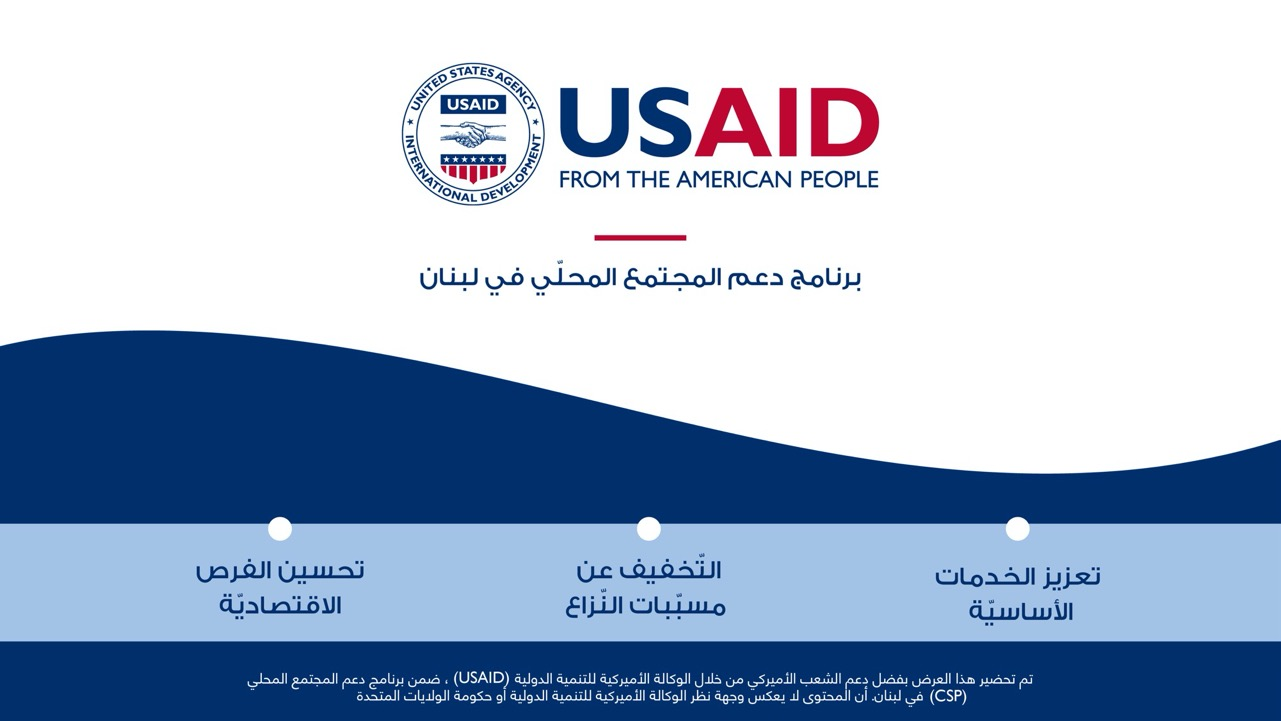 UNITED STATES AGENCY
USAID
INTERNATIONAL DEVELOPMENT
USAID
FROM THE AMERICAN PEOPLE
برنامج دعم المجتمع المحلّي في لبنان
تعزيز الخدمات
الأساسيّة
التّخفيف عن
مسبّبات النّزاع
تحسين الفرص
الاقتصاديّة
تم تحضير هذا العرض بفضل دعم الشعب الأميركي من خلال الوكالة الأميركية للتنمية الدولية (USAID) ، ضمن برنامج دعم المجتمع المحلي
(CSP) في لبنان. أن المحتوى لا يعكس وجهة نظر الوكالة الأميركية للتنمية الدولية أو حكومة الولايات المتحدة